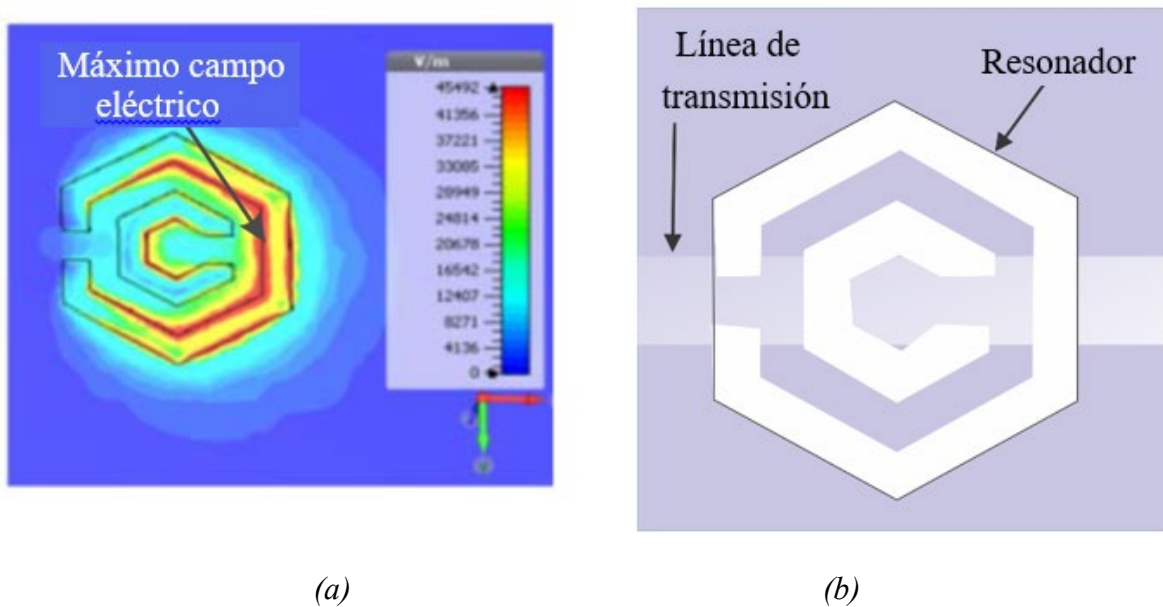 Máximo campo
eléctrico
V/m
45492
41356
37221
33085
28949
24814
20678
16542
12407
8271
4136
0
(a)
Línea de
transmisión
Resonador
(b)